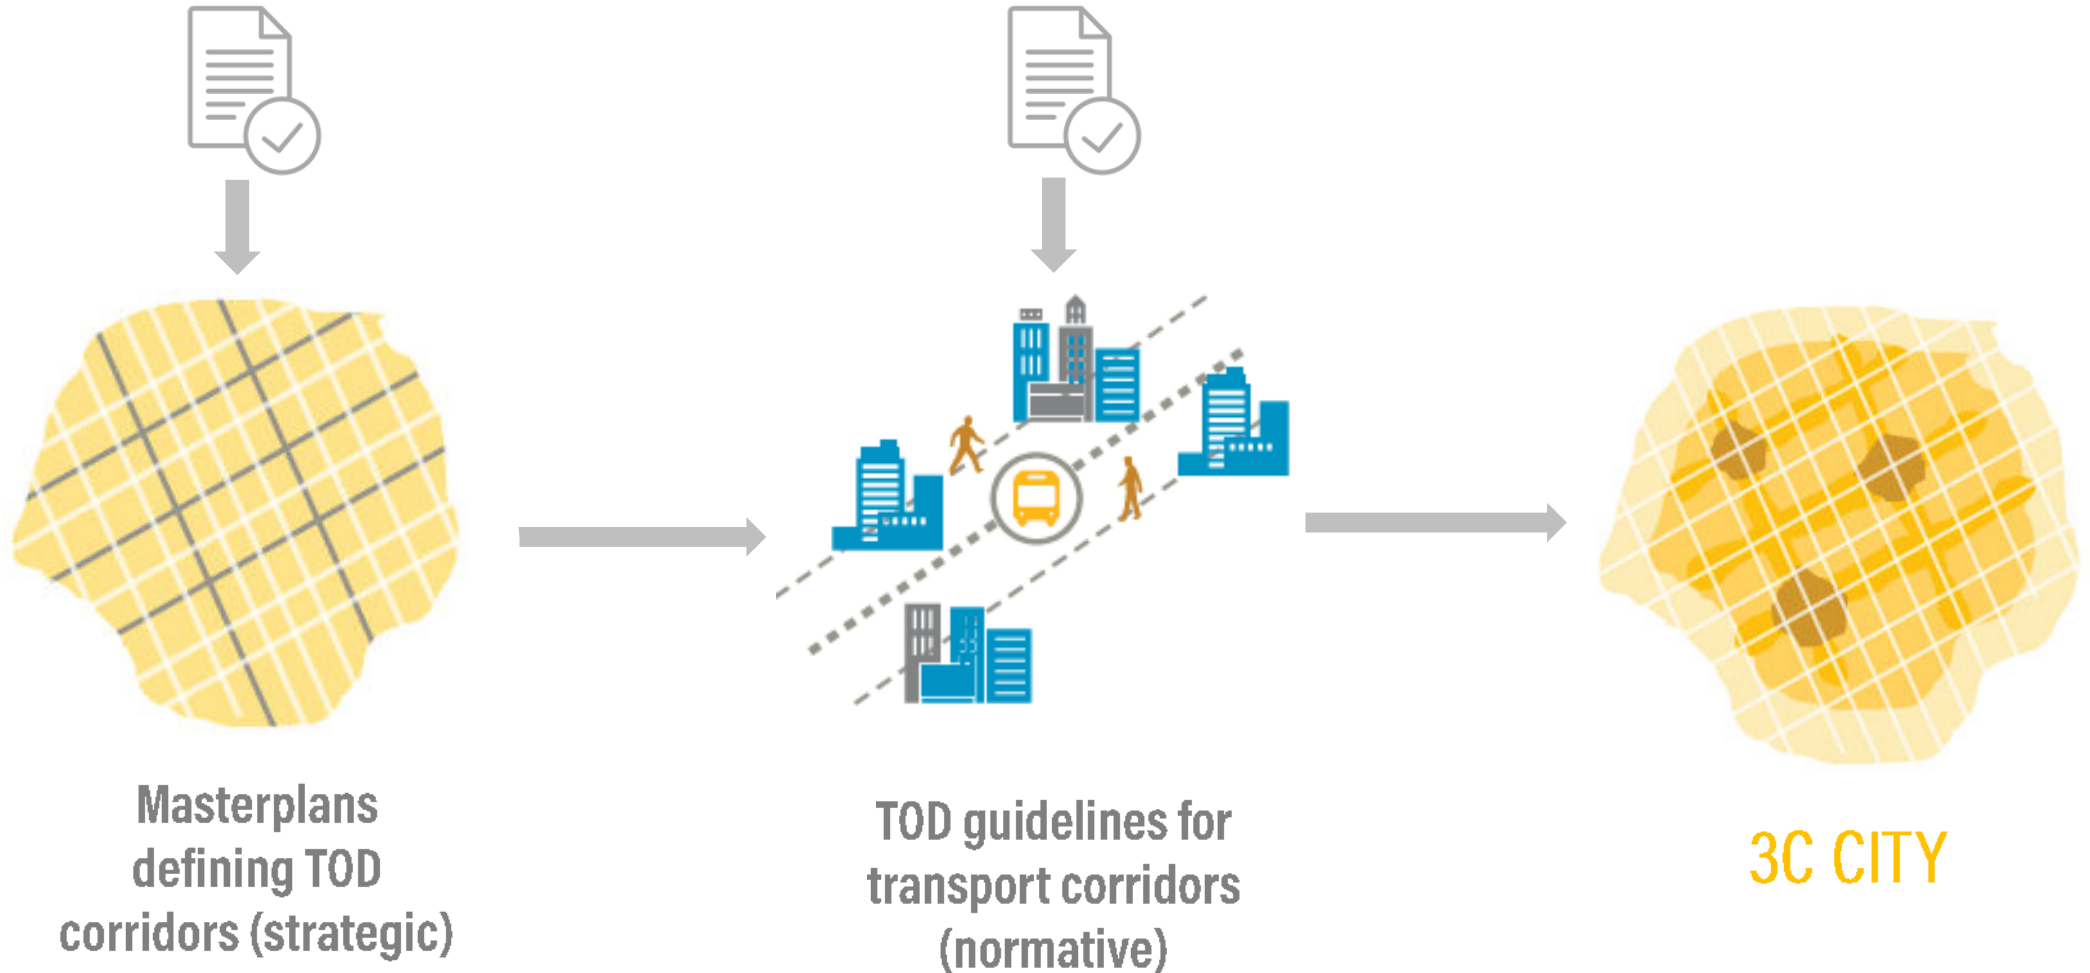 Masterplans
defining TOD
corridors (strategic)
TOD guidelines for
transport corridors
(normative)
3C CITY